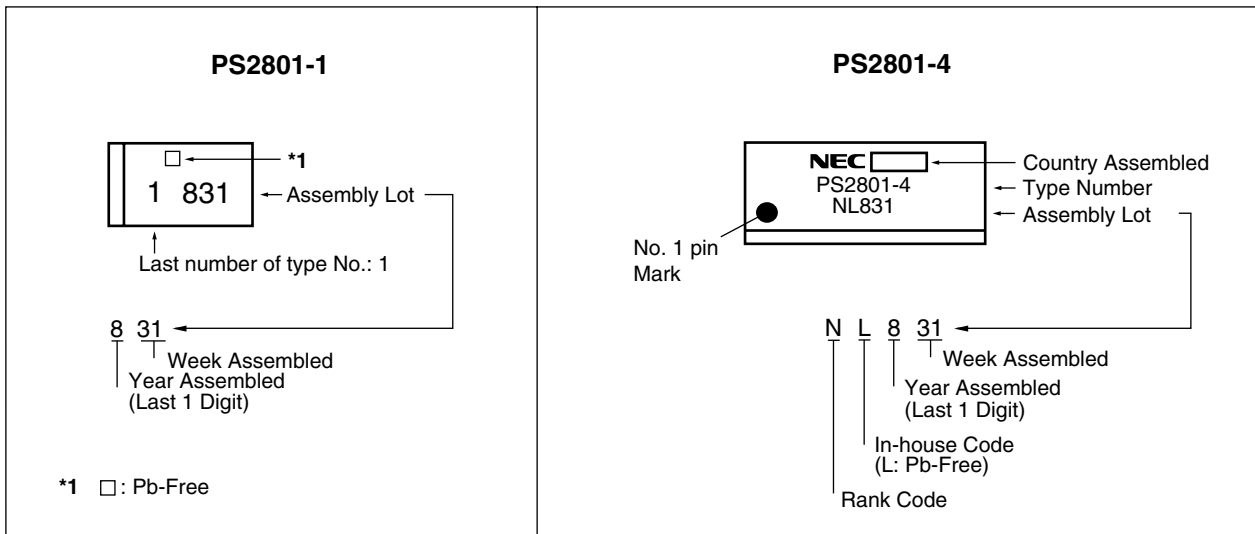 PS2801-1
*1
1 831
Assembly Lot
Last number of type No.: 1
8 31
Week Assembled
Year Assembled
(Last 1 Digit)
*1 □: Pb-Free
PS2801-4
NEC
Country Assembled
PS2801-4
Type Number
NL831
Assembly Lot
No. 1 pin
Mark
N L 8 31
Week Assembled
Year Assembled
(Last 1 Digit)
In-house Code
(L: Pb-Free)
Rank Code